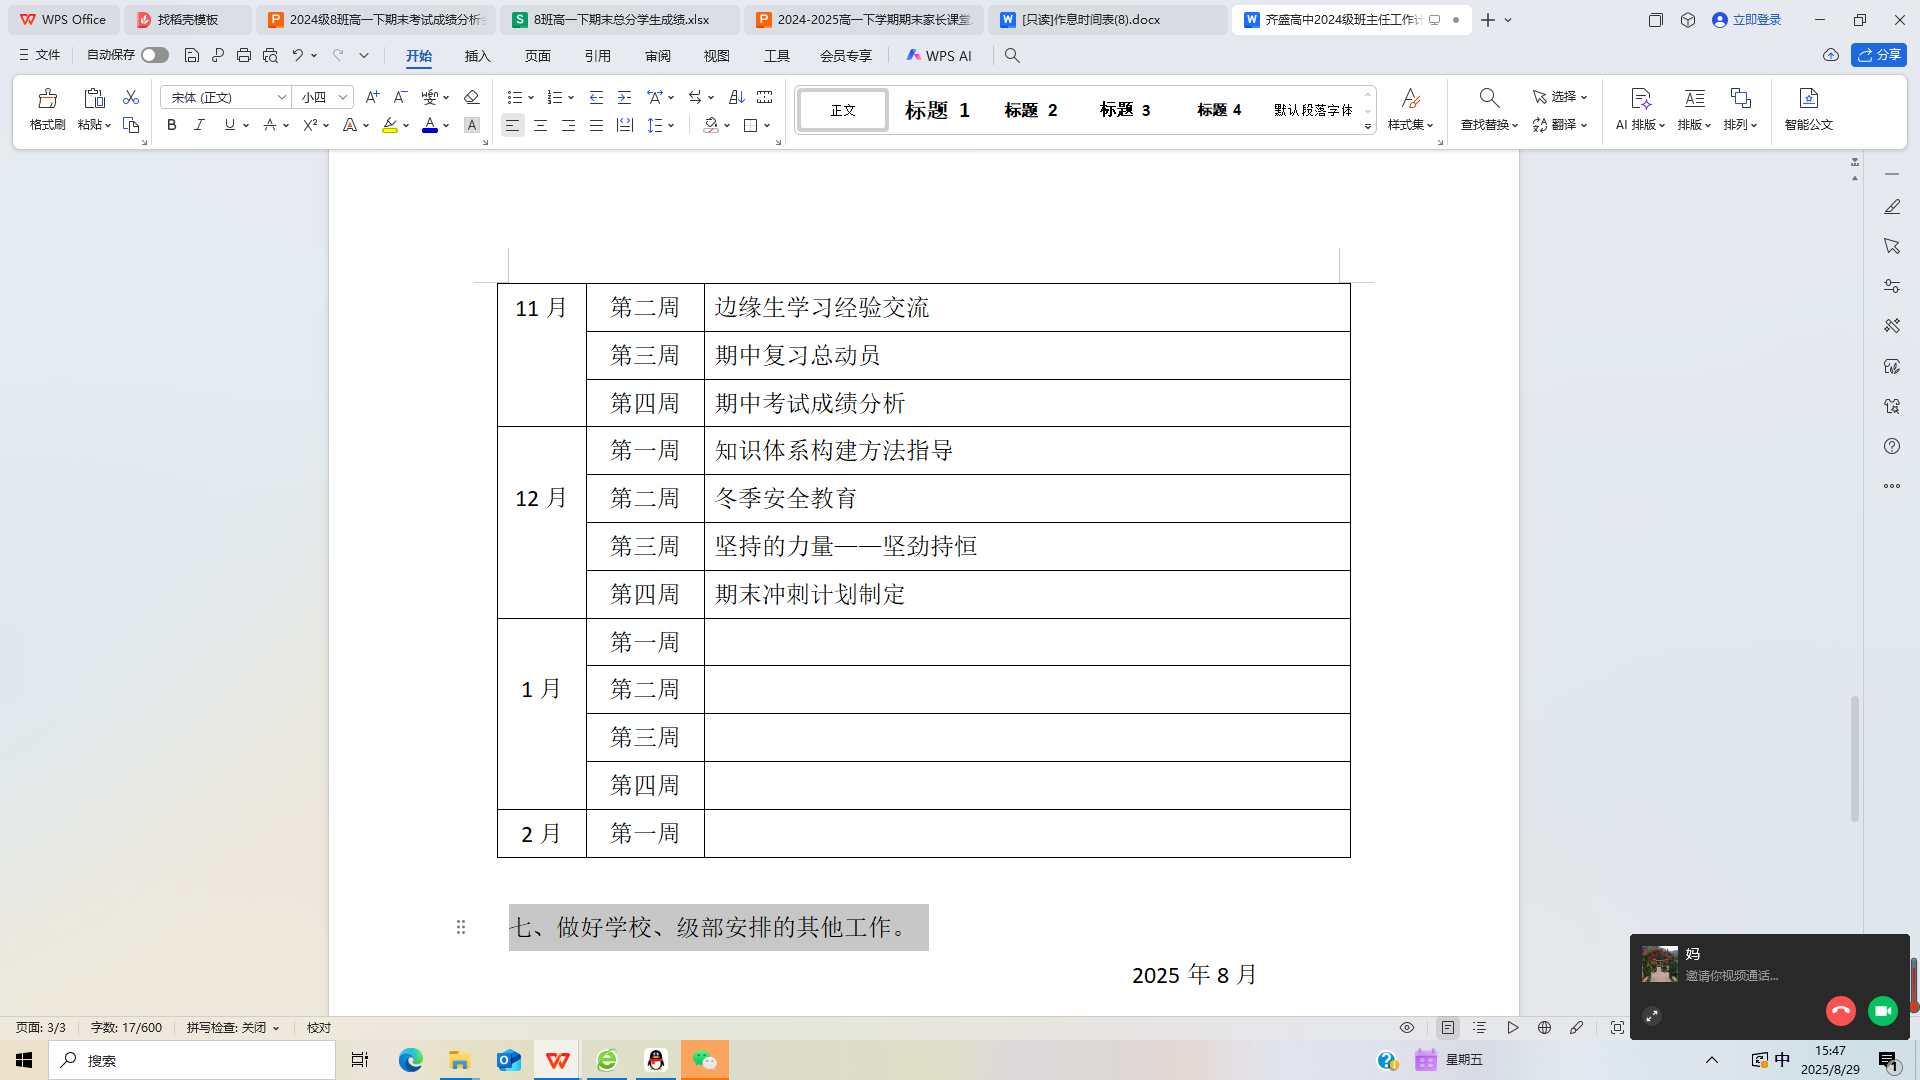 WPS Office
找稻壳模板
2024级8班高一下期末考试成绩分析
8班高一下期末总分学生成绩.xlsx
2024-2025高一下学期期末家长课堂
[只读]作息时间表(8).docx
齐盛高中2024级班主任工作计
立即登录
文件
自动保存
开始
插入
页面
引用
审阅
视图
工具
会员专享
WPS AI
分享
格式刷
粘贴
宋体 (正文)
小四
正文
标题 1
标题 2
标题 3
标题 4
默认段落字体
样式集
查找替换
选择
翻译
AI 排版
排版
排列
智能公文
11 月 第二周 边缘生学习经验交流
第三周 期中复习总动员
第四周 期中考试成绩分析
12 月 第一周 知识体系构建方法指导
第二周 冬季安全教育
第三周 坚持的力量——坚劲持恒
第四周 期末冲刺计划制定
1 月 第一周
第二周
第三周
第四周
2 月 第一周
七、做好学校、级部安排的其他工作。
2025 年 8 月
妈
邀请你视频通话...
页面: 3/3
字数: 17/600
拼写检查: 关闭
校对
搜索
星期五
中
15:47
2025/8/29
1